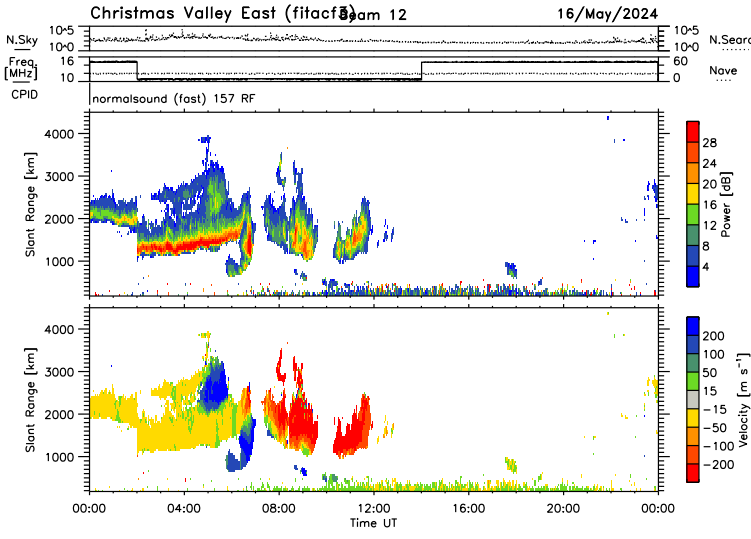 Christmas Valley East (fitacf3) Beam 12 16/May/2024
N.Sky 10^5 10^5 N.Searc
10^0 10^0
Freq. 16 60 Nave
[MHz] 10 0
CPID normalsound (fast) 157 RF
Slant Range [km]
4000
3000
2000
1000
28
24
20
16
12
8
4
Power [dB]
Slant Range [km]
4000
3000
2000
1000
200
100
50
15
-15
-50
-100
-200
Velocity [m s⁻¹]
00:00 04:00 08:00 12:00 16:00 20:00 00:00
Time UT